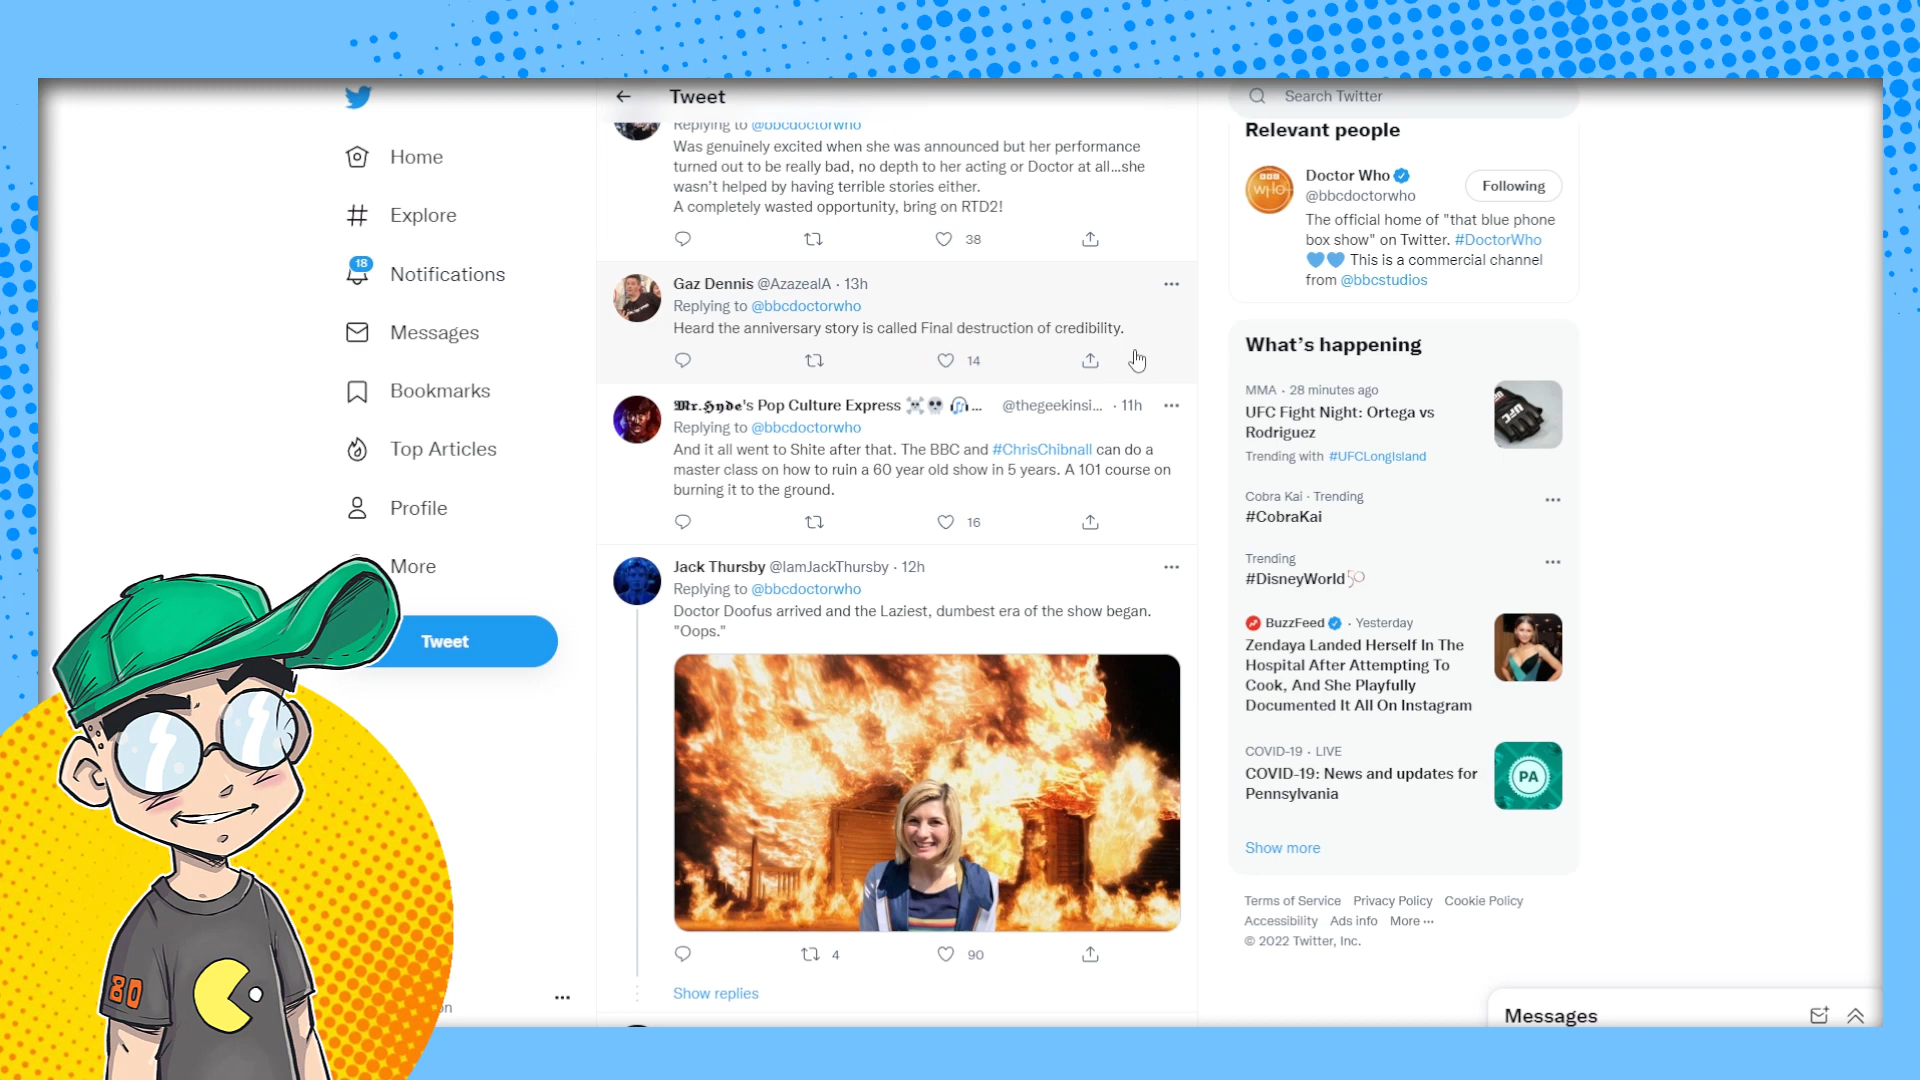 Home
Explore
18
Notifications
Messages
Bookmarks
Top Articles
Profile
More
Tweet
80
Tweet
Replying to @bbcdoctorwho
Was genuinely excited when she was announced but her performance
turned out to be really bad, no depth to her acting or Doctor at all...she
wasn't helped by having terrible stories either.
A completely wasted opportunity, bring on RTD2!
38
Gaz Dennis @AzazealA · 13h
Replying to @bbcdoctorwho
Heard the anniversary story is called Final destruction of credibility.
14
𝕸𝖗.𝕳𝖞𝖉𝖊's Pop Culture Express ☠️💀🎧... @thegeekinsi... · 11h
Replying to @bbcdoctorwho
And it all went to Shite after that. The BBC and #ChrisChibnall can do a
master class on how to ruin a 60 year old show in 5 years. A 101 course on
burning it to the ground.
16
Jack Thursby @IamJackThursby · 12h
Replying to @bbcdoctorwho
Doctor Doofus arrived and the Laziest, dumbest era of the show began.
"Oops."
4
90
Show replies
Search Twitter
Relevant people
BBC
WHO
Doctor Who
@bbcdoctorwho
Following
The official home of "that blue phone
box show" on Twitter. #DoctorWho
💙💙 This is a commercial channel
from @bbcstudios
What's happening
MMA · 28 minutes ago
UFC Fight Night: Ortega vs
Rodriguez
Trending with #UFCLongIsland
UFC
Cobra Kai · Trending
#CobraKai
Trending
#DisneyWorld
BuzzFeed · Yesterday
Zendaya Landed Herself In The
Hospital After Attempting To
Cook, And She Playfully
Documented It All On Instagram
COVID-19 · LIVE
COVID-19: News and updates for
Pennsylvania
PA
Show more
Terms of Service Privacy Policy Cookie Policy
Accessibility Ads info More ···
© 2022 Twitter, Inc.
Messages